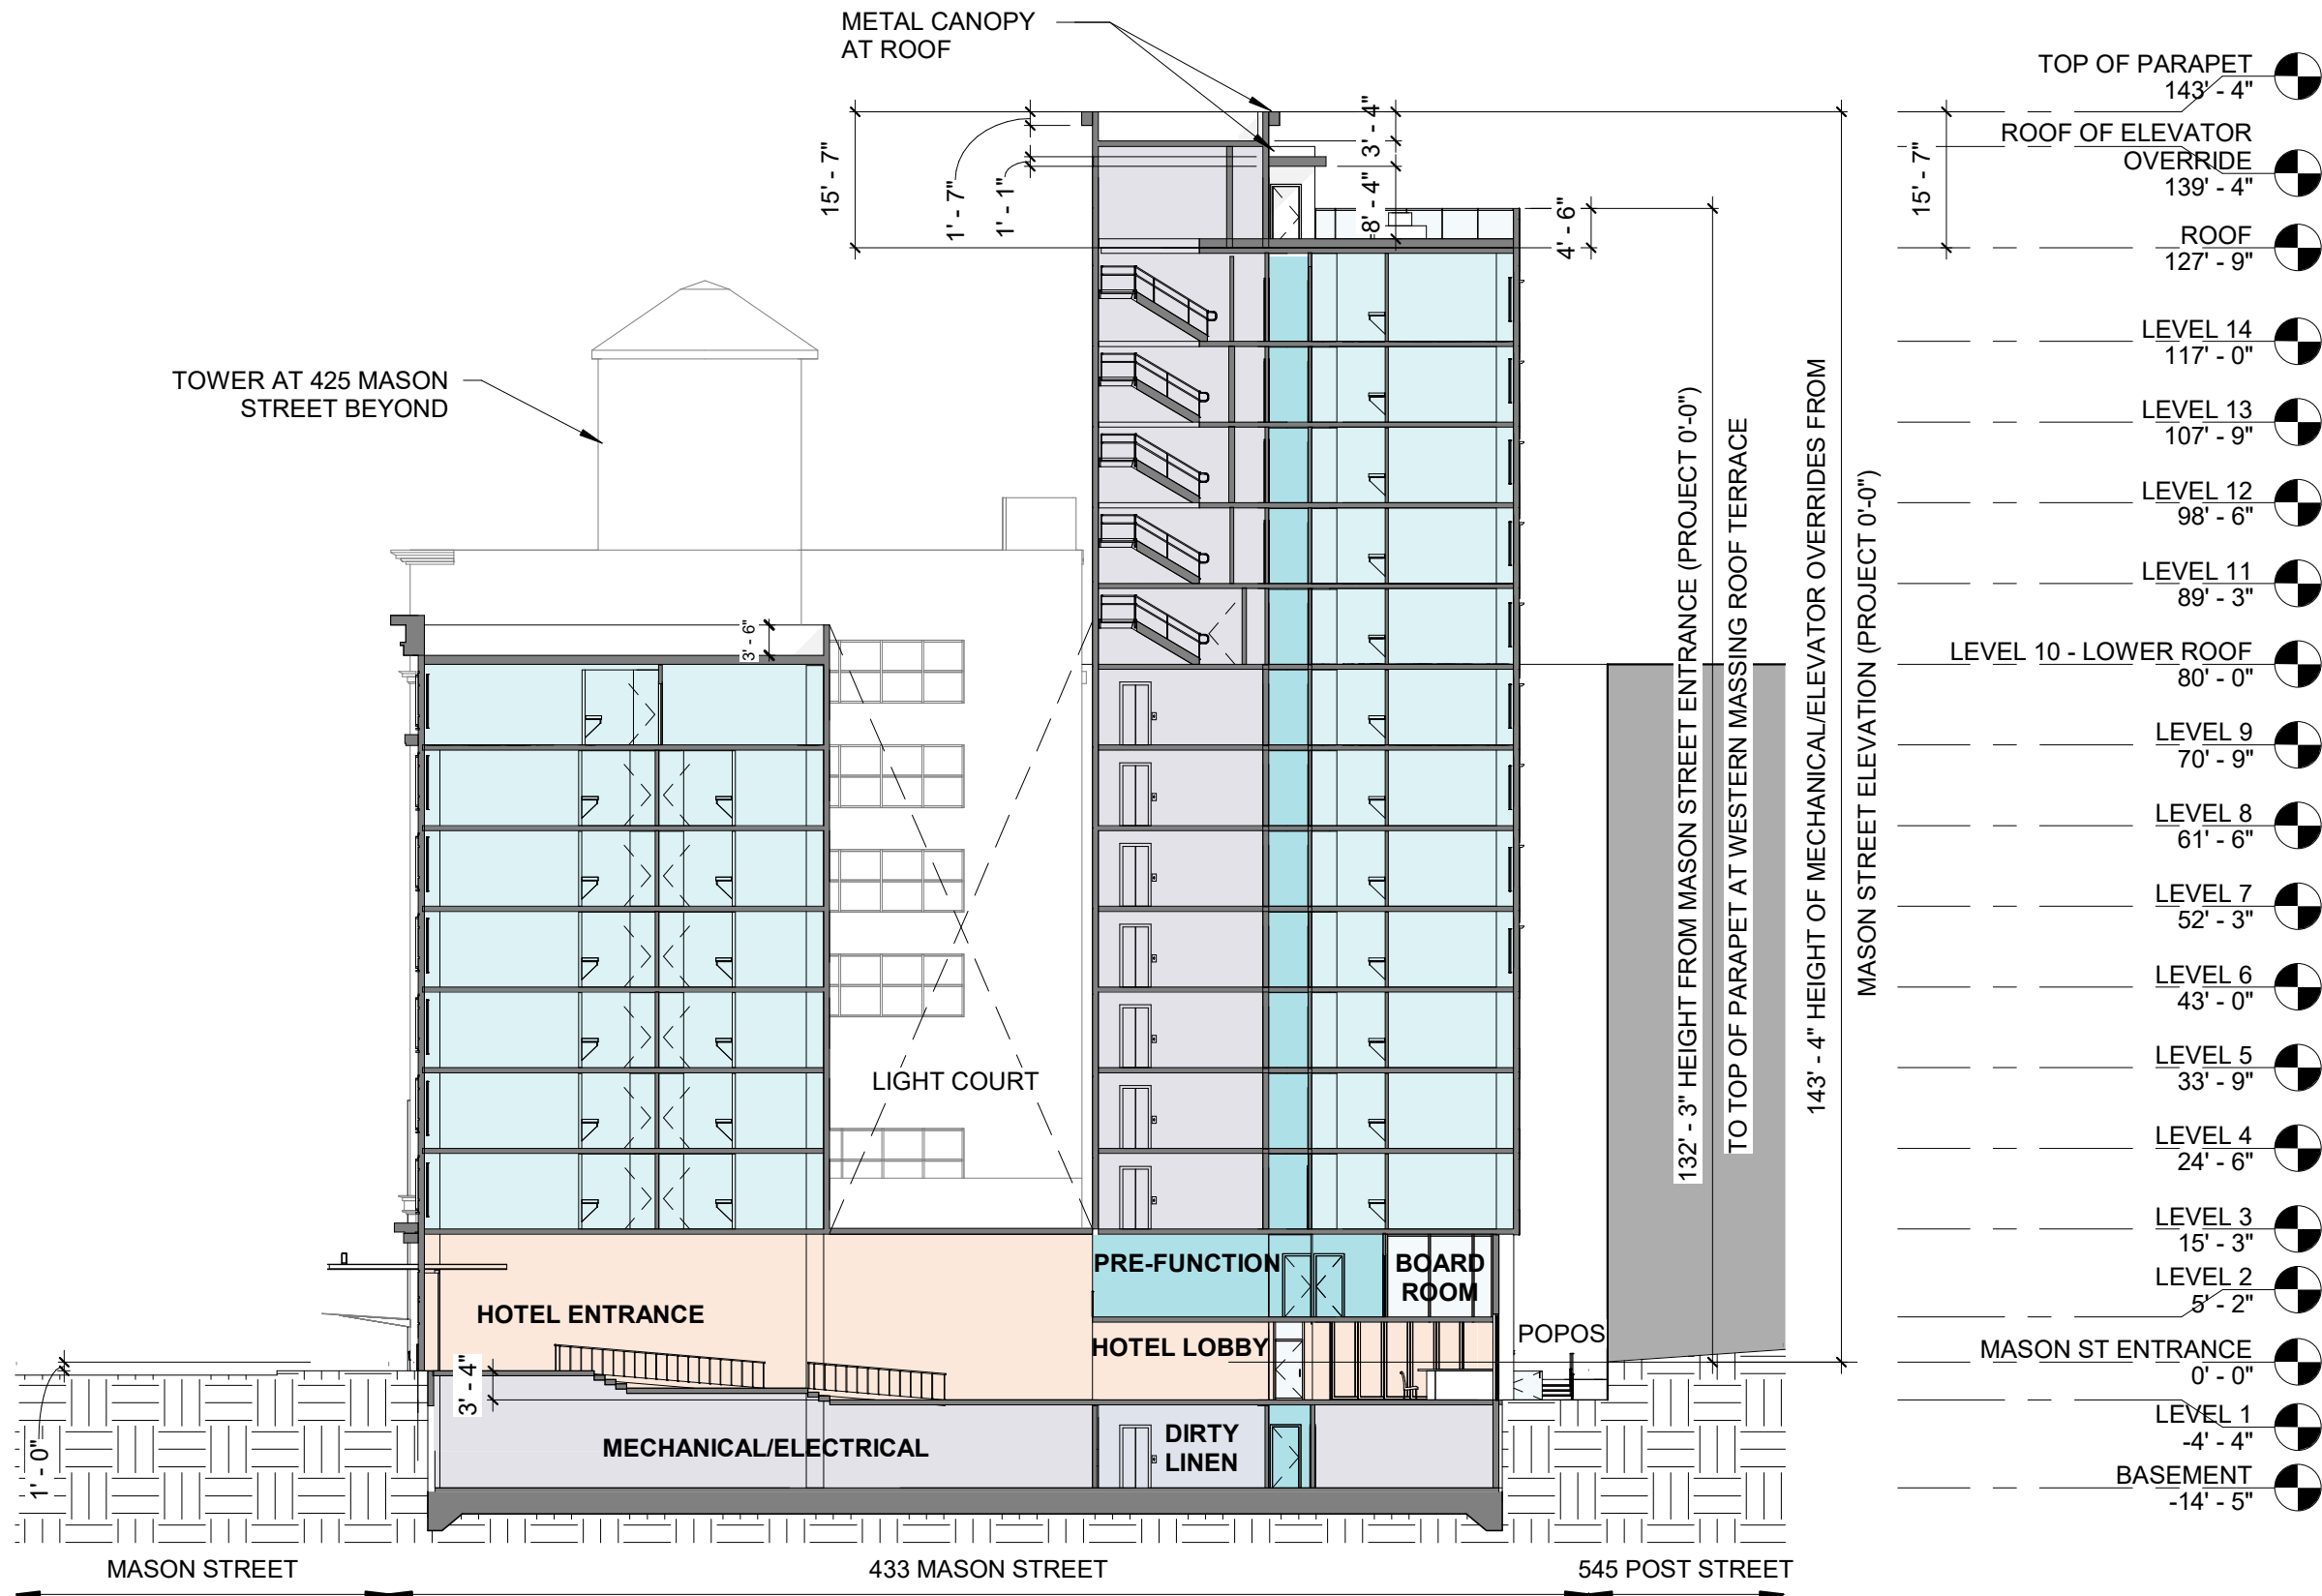 METAL CANOPY
AT ROOF
TOWER AT 425 MASON
STREET BEYOND
15' - 7"
1' - 7"
1' - 1"
3' - 4"
8' - 4"
4' - 6"
3' - 6"
15' - 7"
132' - 3" HEIGHT FROM MASON STREET ENTRANCE (PROJECT 0'-0")
TO TOP OF PARAPET AT WESTERN MASSING ROOF TERRACE
143' - 4" HEIGHT OF MECHANICAL/ELEVATOR OVERRIDES FROM
MASON STREET ELEVATION (PROJECT 0'-0")
TOP OF PARAPET
143' - 4"
ROOF OF ELEVATOR
OVERRIDE
139' - 4"
ROOF
127' - 9"
LEVEL 14
117' - 0"
LEVEL 13
107' - 9"
LEVEL 12
98' - 6"
LEVEL 11
89' - 3"
LEVEL 10 - LOWER ROOF
80' - 0"
LEVEL 9
70' - 9"
LEVEL 8
61' - 6"
LEVEL 7
52' - 3"
LEVEL 6
43' - 0"
LEVEL 5
33' - 9"
LEVEL 4
24' - 6"
LEVEL 3
15' - 3"
LEVEL 2
5' - 2"
MASON ST ENTRANCE
0' - 0"
LEVEL 1
-4' - 4"
BASEMENT
-14' - 5"
LIGHT COURT
PRE-FUNCTION
BOARD
ROOM
HOTEL ENTRANCE
HOTEL LOBBY
POPOS
3' - 4"
1' - 0"
MECHANICAL/ELECTRICAL
DIRTY
LINEN
MASON STREET
433 MASON STREET
545 POST STREET